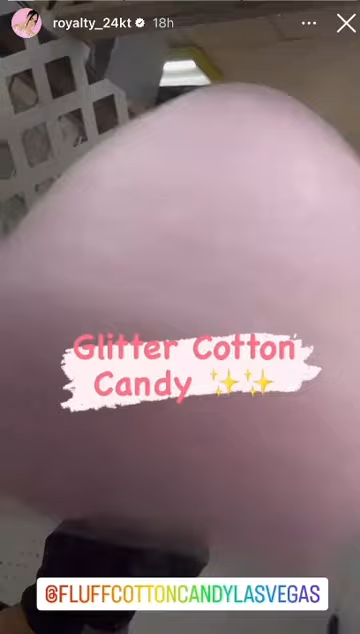 royalty_24kt 18h
Glitter Cotton
Candy ✨✨
@FLUFFCOTTONCANDYLASVEGAS